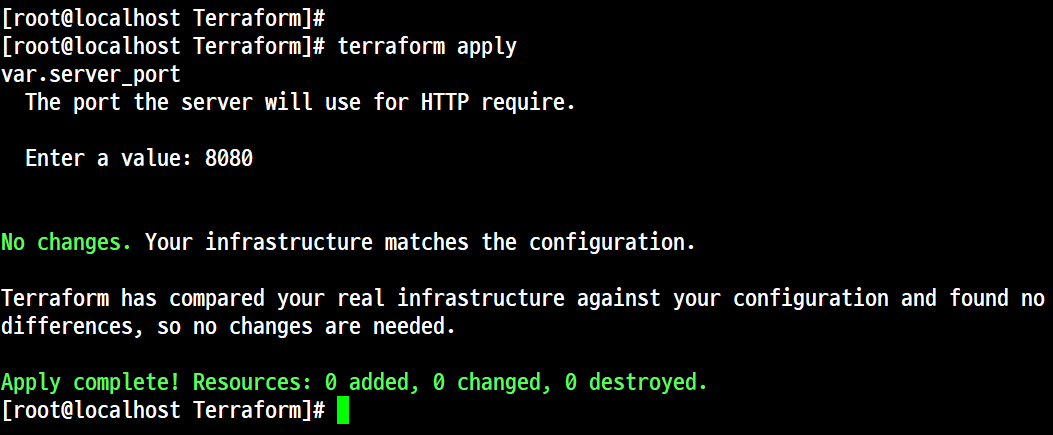 [root@localhost Terraform]#
[root@localhost Terraform]# terraform apply
var.server_port
  The port the server will use for HTTP require.
  Enter a value: 8080
No changes. Your infrastructure matches the configuration.
Terraform has compared your real infrastructure against your configuration and found no
differences, so no changes are needed.
Apply complete! Resources: 0 added, 0 changed, 0 destroyed.
[root@localhost Terraform]#